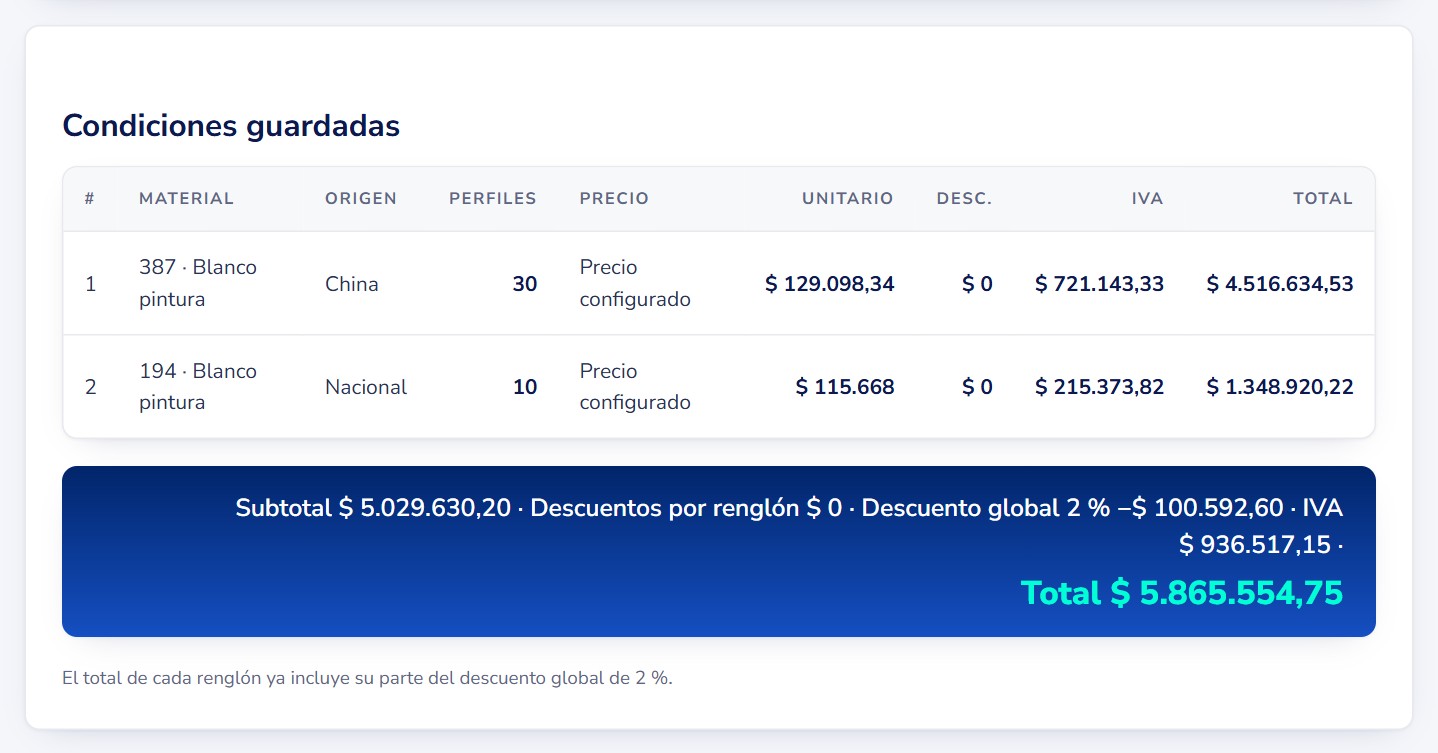 Condiciones guardadas
# MATERIAL ORIGEN PERFILES PRECIO UNITARIO DESC. IVA TOTAL
1 387 · Blanco pintura China 30 Precio configurado $ 129.098,34 $ 0 $ 721.143,33 $ 4.516.634,53
2 194 · Blanco pintura Nacional 10 Precio configurado $ 115.668 $ 0 $ 215.373,82 $ 1.348.920,22
Subtotal $ 5.029.630,20 · Descuentos por renglón $ 0 · Descuento global 2 % −$ 100.592,60 · IVA
$ 936.517,15 ·
Total $ 5.865.554,75
El total de cada renglón ya incluye su parte del descuento global de 2 %.